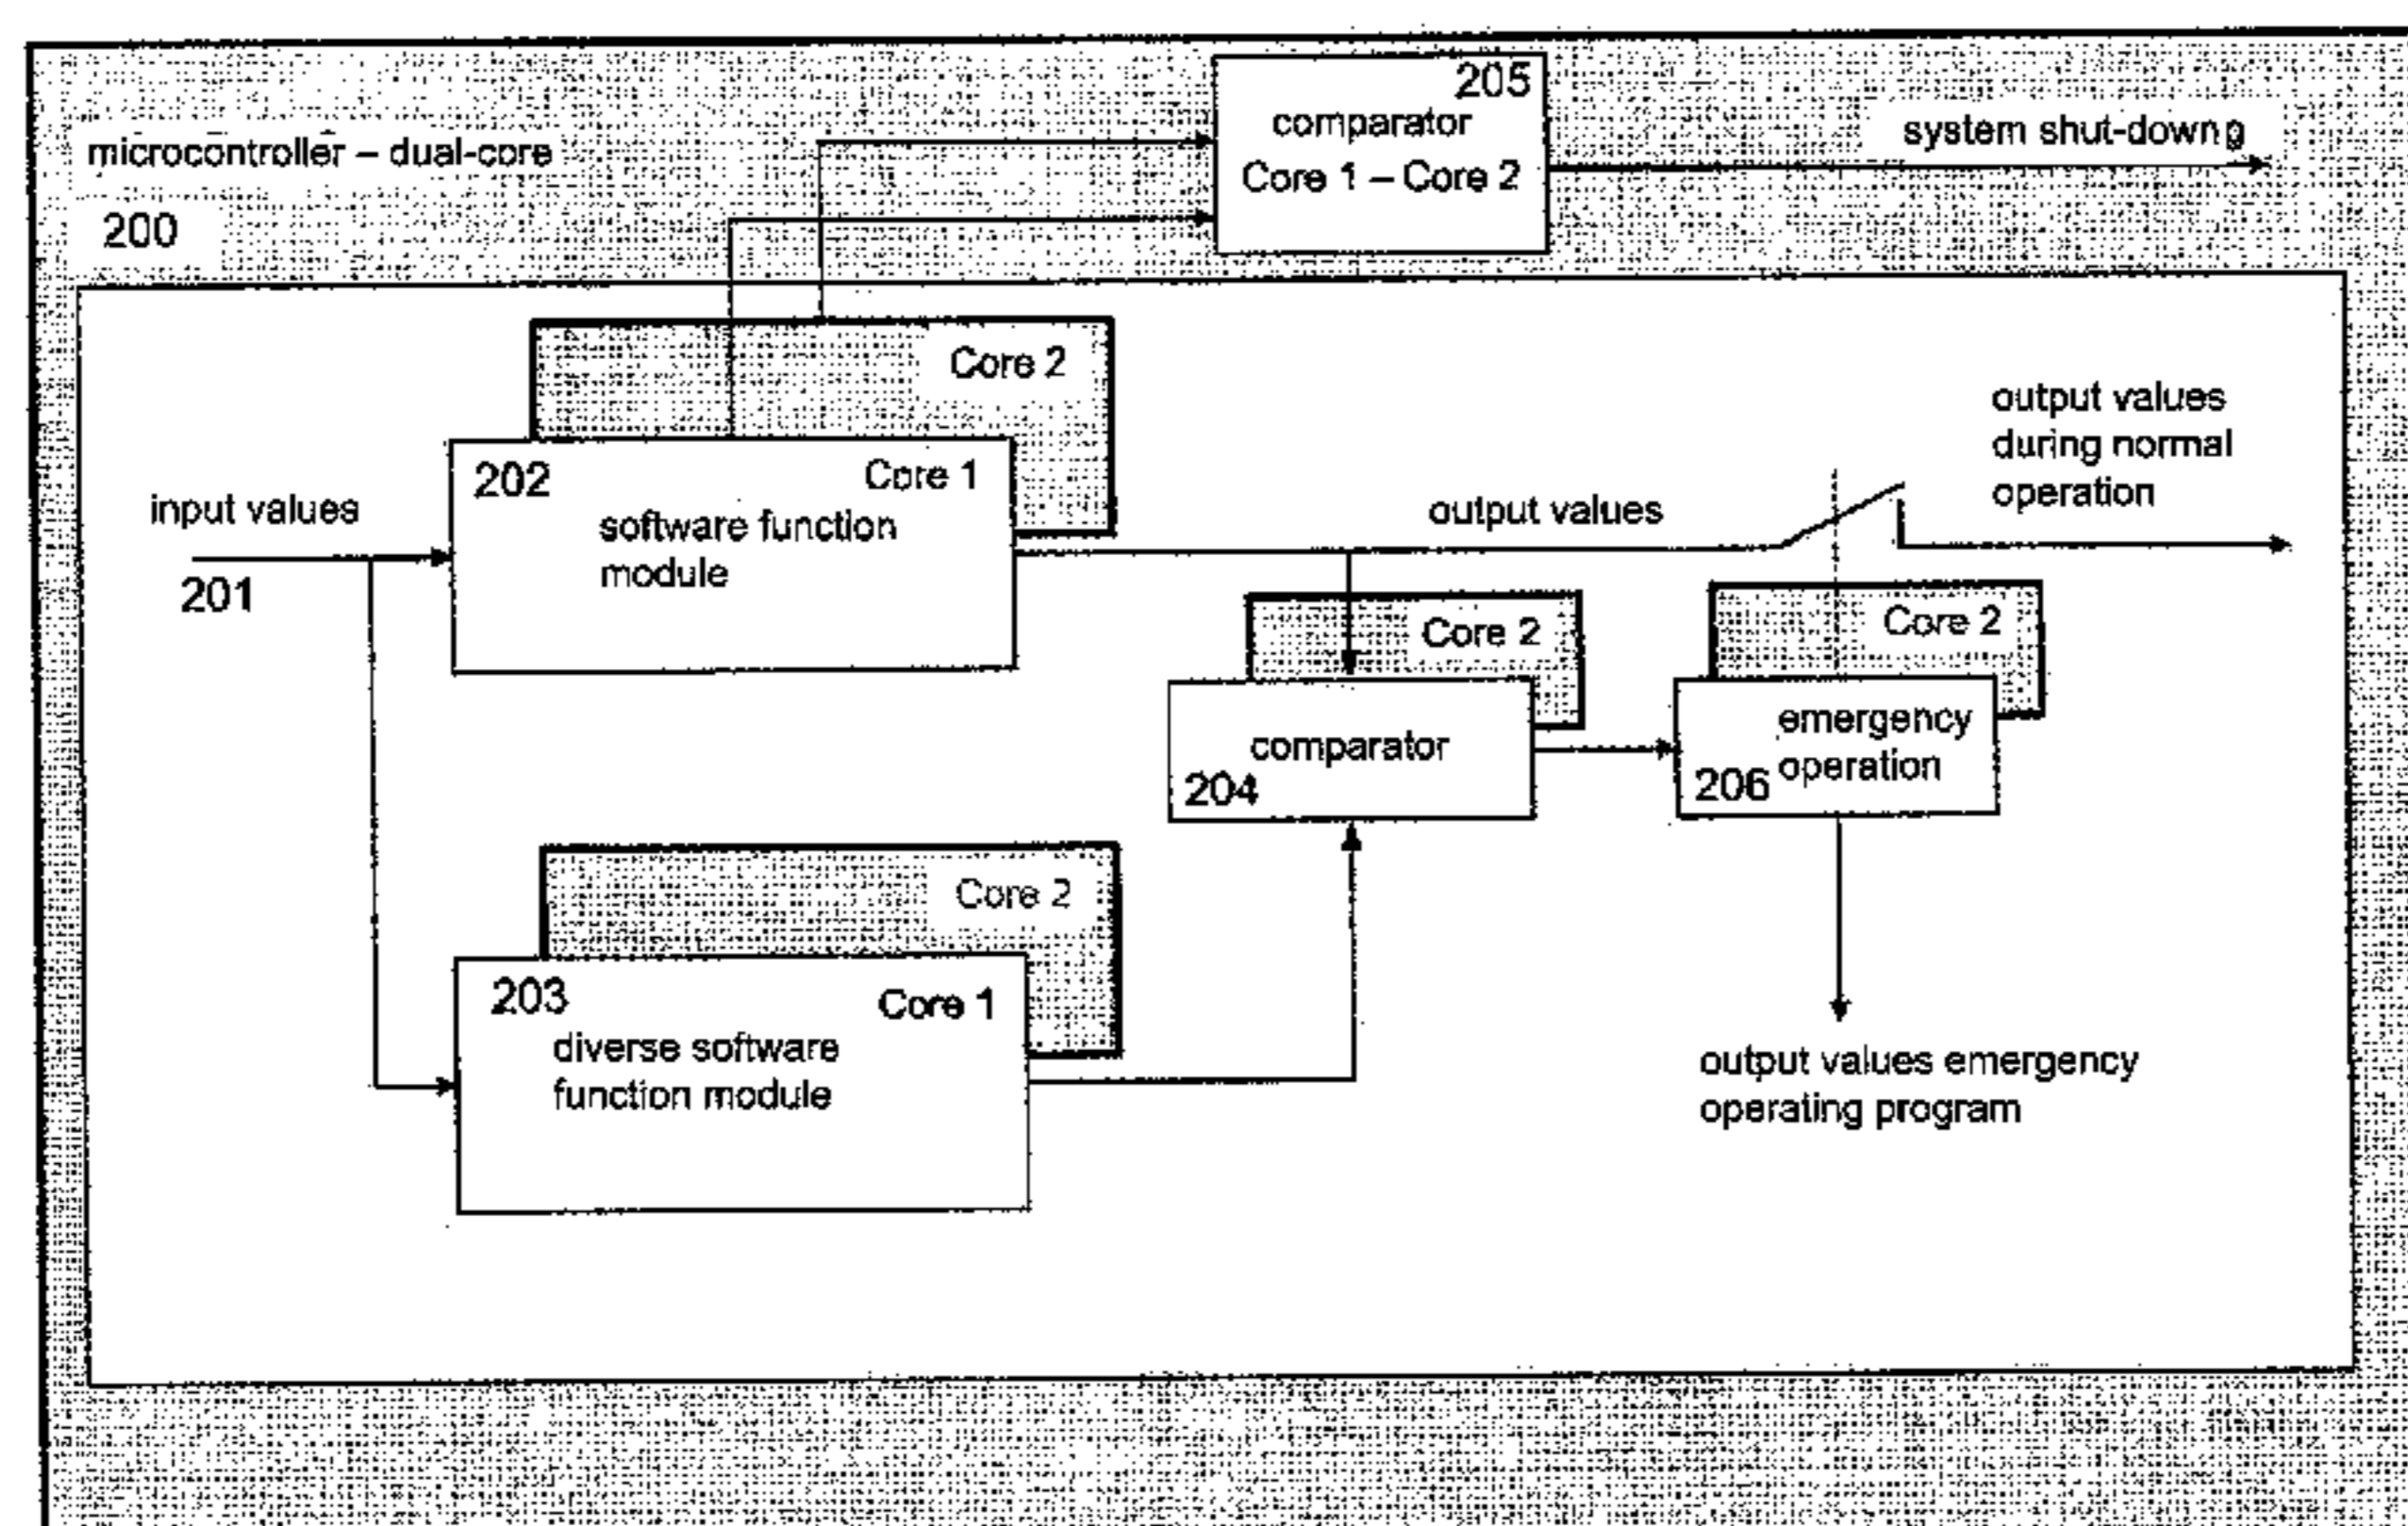 205
comparator
Core 1 – Core 2
system shut-downg
microcontroller – dual-core
200
Core 2
202
Core 1
software function
module
input values
201
output values
output values
during normal
operation
Core 2
comparator
204
Core 2
emergency
operation
206
Core 2
203
Core 1
diverse software
function module
output values emergency
operating program